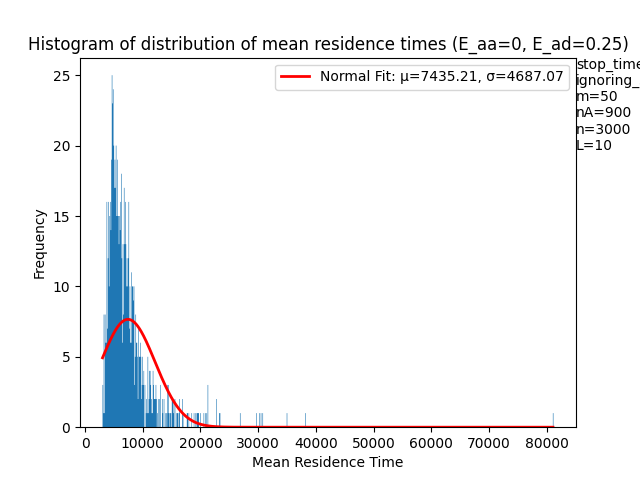 Histogram of distribution of mean residence times (E_aa=0, E_ad=0.25)
Normal Fit: μ=7435.21, σ=4687.07
stop_time
ignoring_
m=50
nA=900
n=3000
L=10
Frequency
25
20
15
10
5
0
0 10000 20000 30000 40000 50000 60000 70000 80000
Mean Residence Time